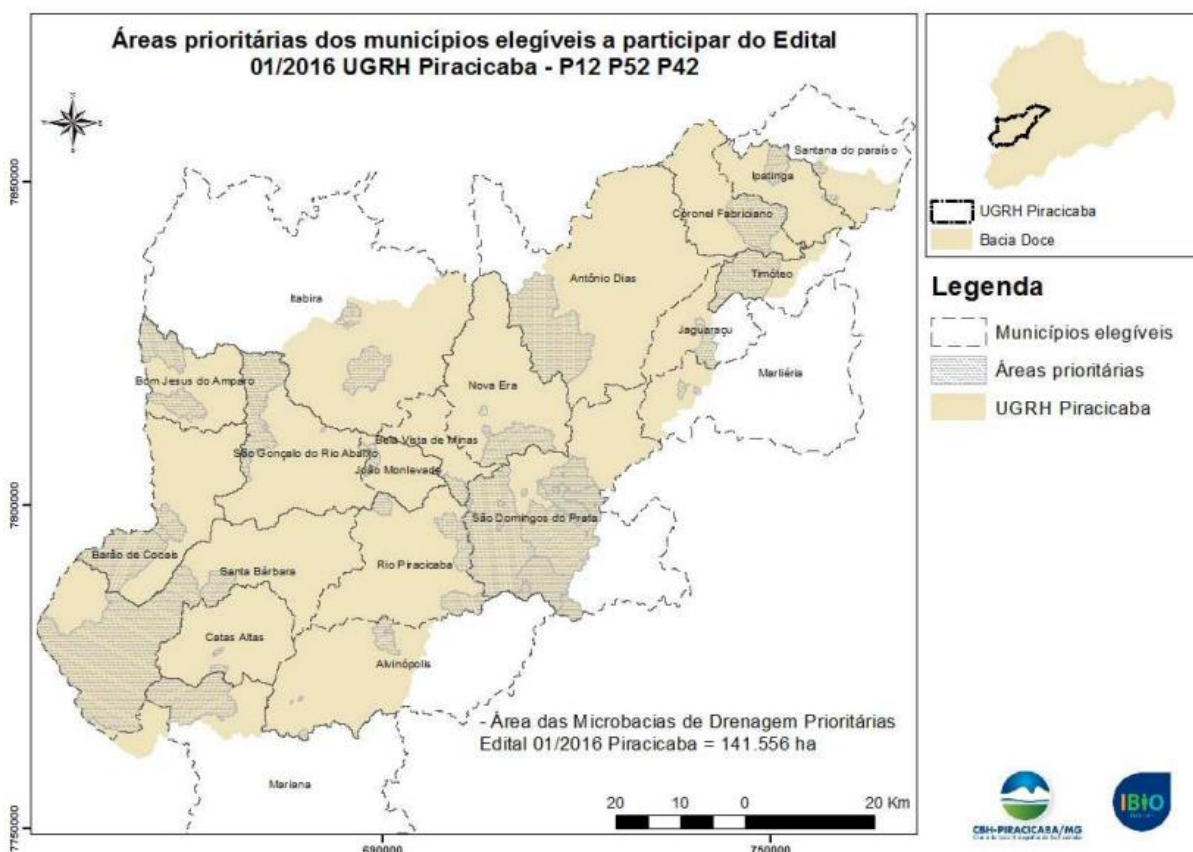 Áreas prioritárias dos municípios elegíveis a participar do Edital
01/2016 UGRH Piracicaba - P12 P52 P42
Santana do paraíso
Ipatinga
Coronel Fabriciano
Antônio Dias
Timóteo
Itabira
Jaguaraçu
Marliéria
Bom Jesus do Amparo
Nova Era
Bela Vista de Minas
São Gonçalo do Rio Abaixo
João Monlevade
São Domingos do Prata
Barão de Cocais
Santa Bárbara
Rio Piracicaba
Catas Altas
Alvinópolis
Mariana
- Área das Microbacias de Drenagem Prioritárias
Edital 01/2016 Piracicaba = 141.556 ha
20 10 0 20 Km
7850000
7800000
7750000
690000
750000
UGRH Piracicaba
Bacia Doce
Legenda
Municípios elegíveis
Áreas prioritárias
UGRH Piracicaba
CBH-PIRACICABA/MG
IBiO